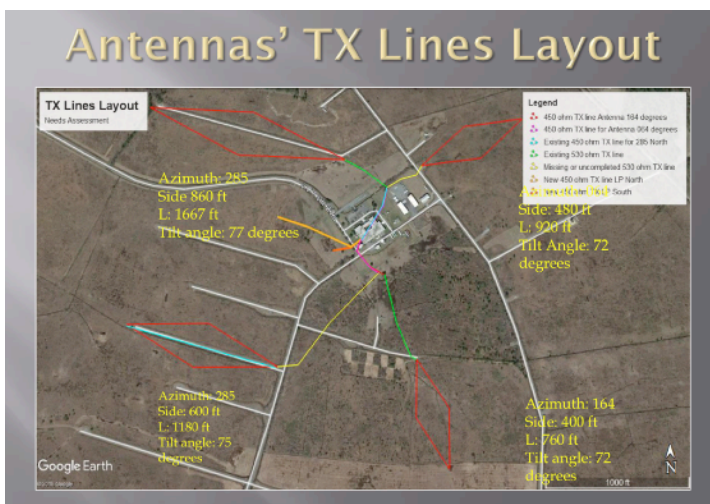 Antennas' TX Lines Layout
TX Lines Layout
Needs Assessment
Legend
450 ohm TX line Antenna 164 degrees
450 ohm TX line for Antenna 064 degrees
Existing 450 ohm TX line for 285 North
Existing 530 ohm TX line
Missing or uncompleted 530 ohm TX line
New 450 ohm TX line LP North
South
Azimuth: 285
Side 860 ft
L: 1667 ft
Tilt angle: 77 degrees
Side: 480 ft
L: 920 ft
Tilt Angle: 72
degrees
Azimuth: 285
Side: 600 ft
L: 1180 ft
Tilt angle: 75
degrees
Azimuth: 164
Side: 400 ft
L: 760 ft
Tilt angle: 72
degrees
Google Earth
N
1000 ft